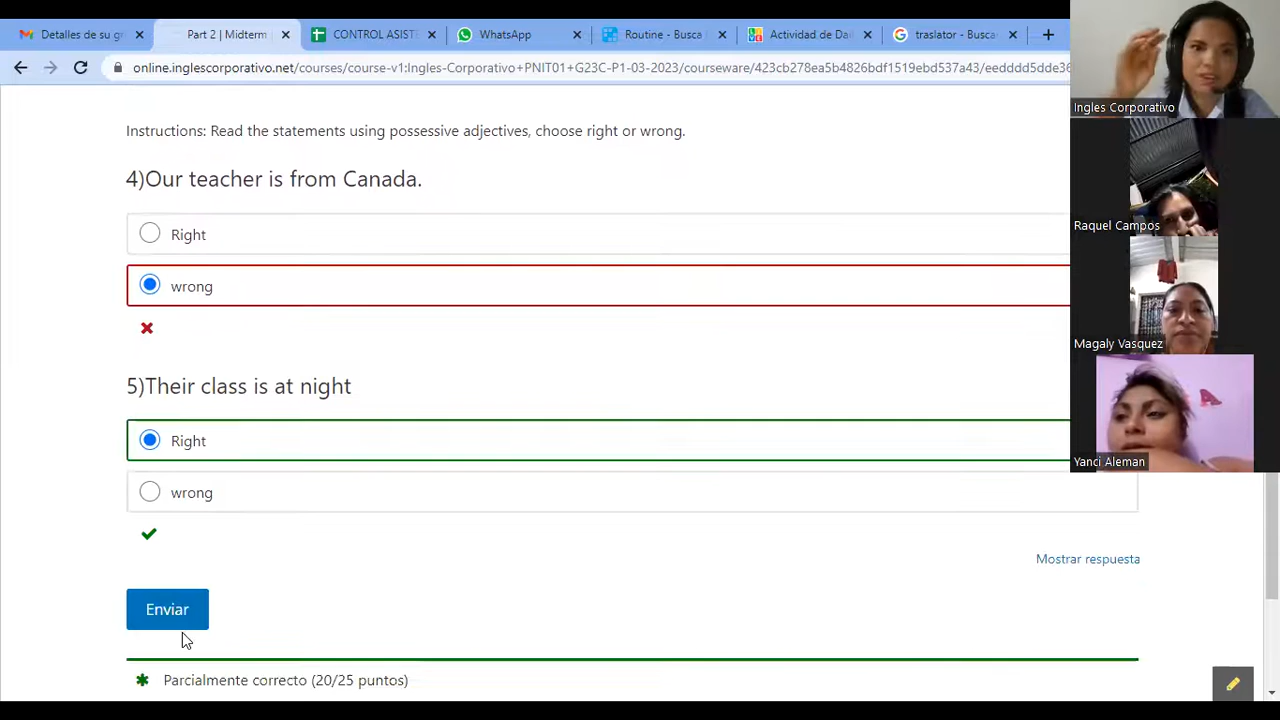 Detalles de su g
Part 2 | Midterm
CONTROL ASIST
WhatsApp
Routine - Busca
Actividad de Da
traslator - Busca
online.inglescorporativo.net/courses/course-v1:Ingles-Corporativo+PNIT01+G23C-P1-03-2023/courseware/423cb278ea5b4826bdf1519ebd537a43/eedddd5dde36
Ingles Corporativo
Instructions: Read the statements using possessive adjectives, choose right or wrong.
4)Our teacher is from Canada.
Raquel Campos
Right
wrong
Magaly Vasquez
5)Their class is at night
Right
Yanci Aleman
wrong
Mostrar respuesta
Enviar
Parcialmente correcto (20/25 puntos)